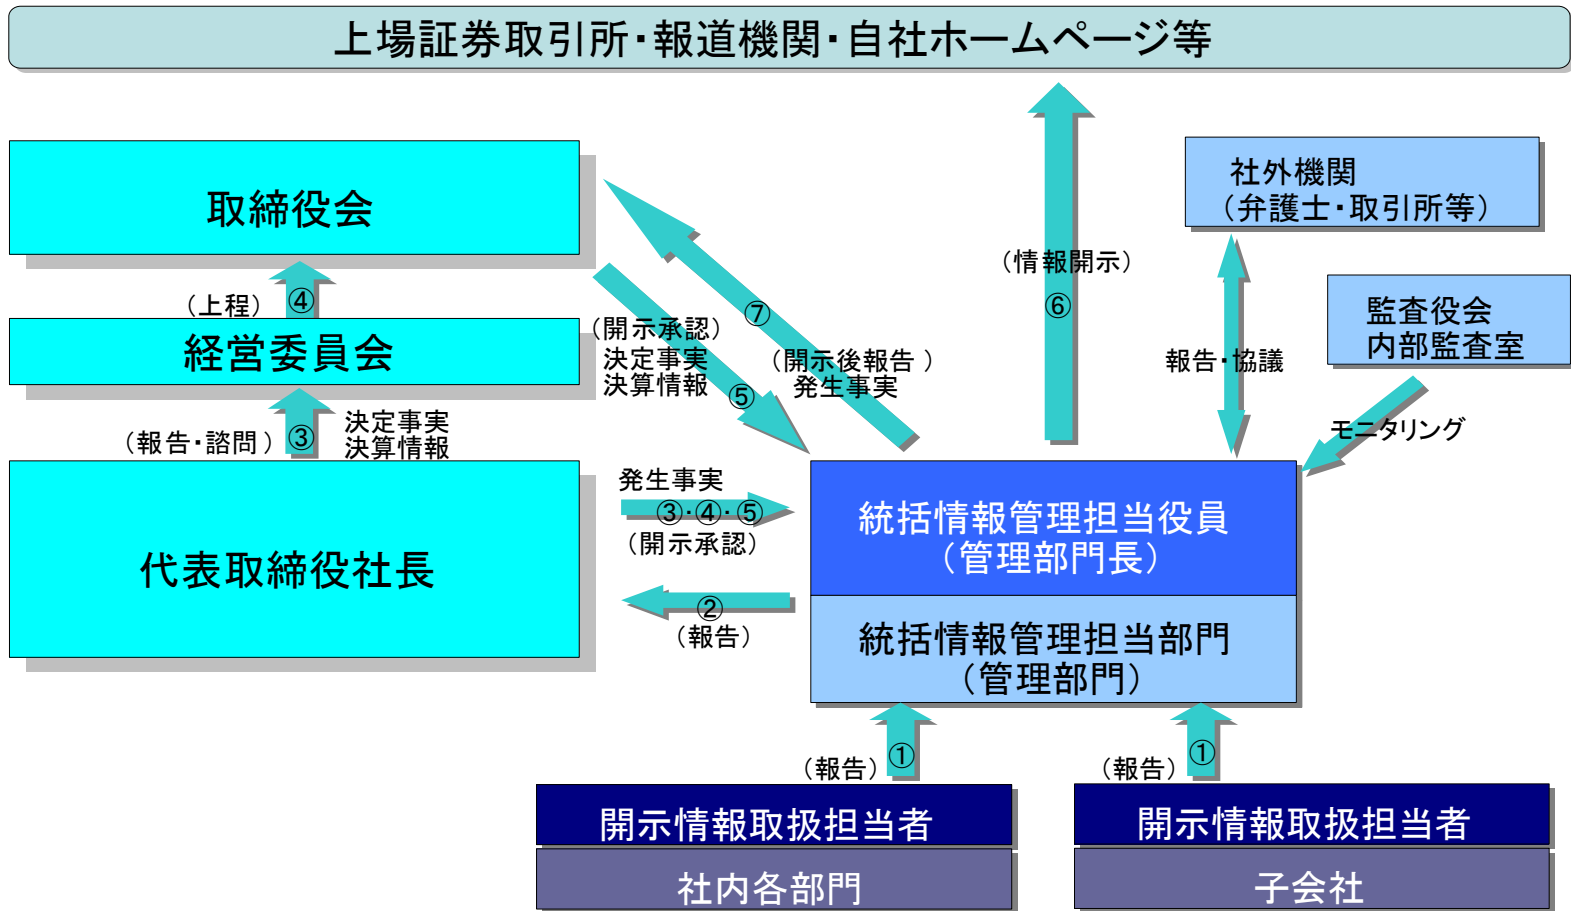 上場証券取引所・報道機関・自社ホームページ等
取締役会
社外機関
（弁護士・取引所等）
（情報開示）
⑥
（上程）
④
⑦
監査役会
内部監査室
経営委員会
（開示承認）
決定事実
決算情報
⑤
（開示後報告 ）
発生事実
報告・協議
（報告・諮問 ）
③
決定事実
決算情報
モニタリング
代表取締役社長
発生事実
③・④・⑤
（開示承認）
②
（報告）
統括情報管理担当役員
（管理部門長）
統括情報管理担当部門
（管理部門）
（報告）
①
（報告）
①
開示情報取扱担当者
社内各部門
開示情報取扱担当者
子会社